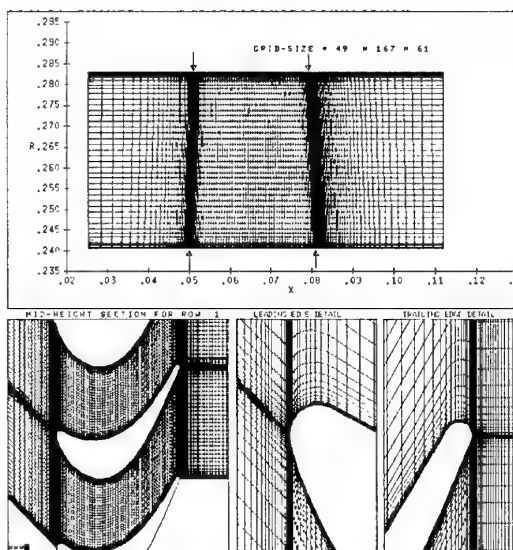 .295
.290
.285
.280
.275
.270
R .265
.260
.255
.250
.245
.240
.235
GRID-SIZE = 49 * 167 * 61
.02 .03 .04 .05 .06 .07 .08 .09 .10 .11 .12
X
MID-HEIGHT SECTION FOR ROW 1
LEADING EDGE DETAIL
TRAILING EDGE DETAIL